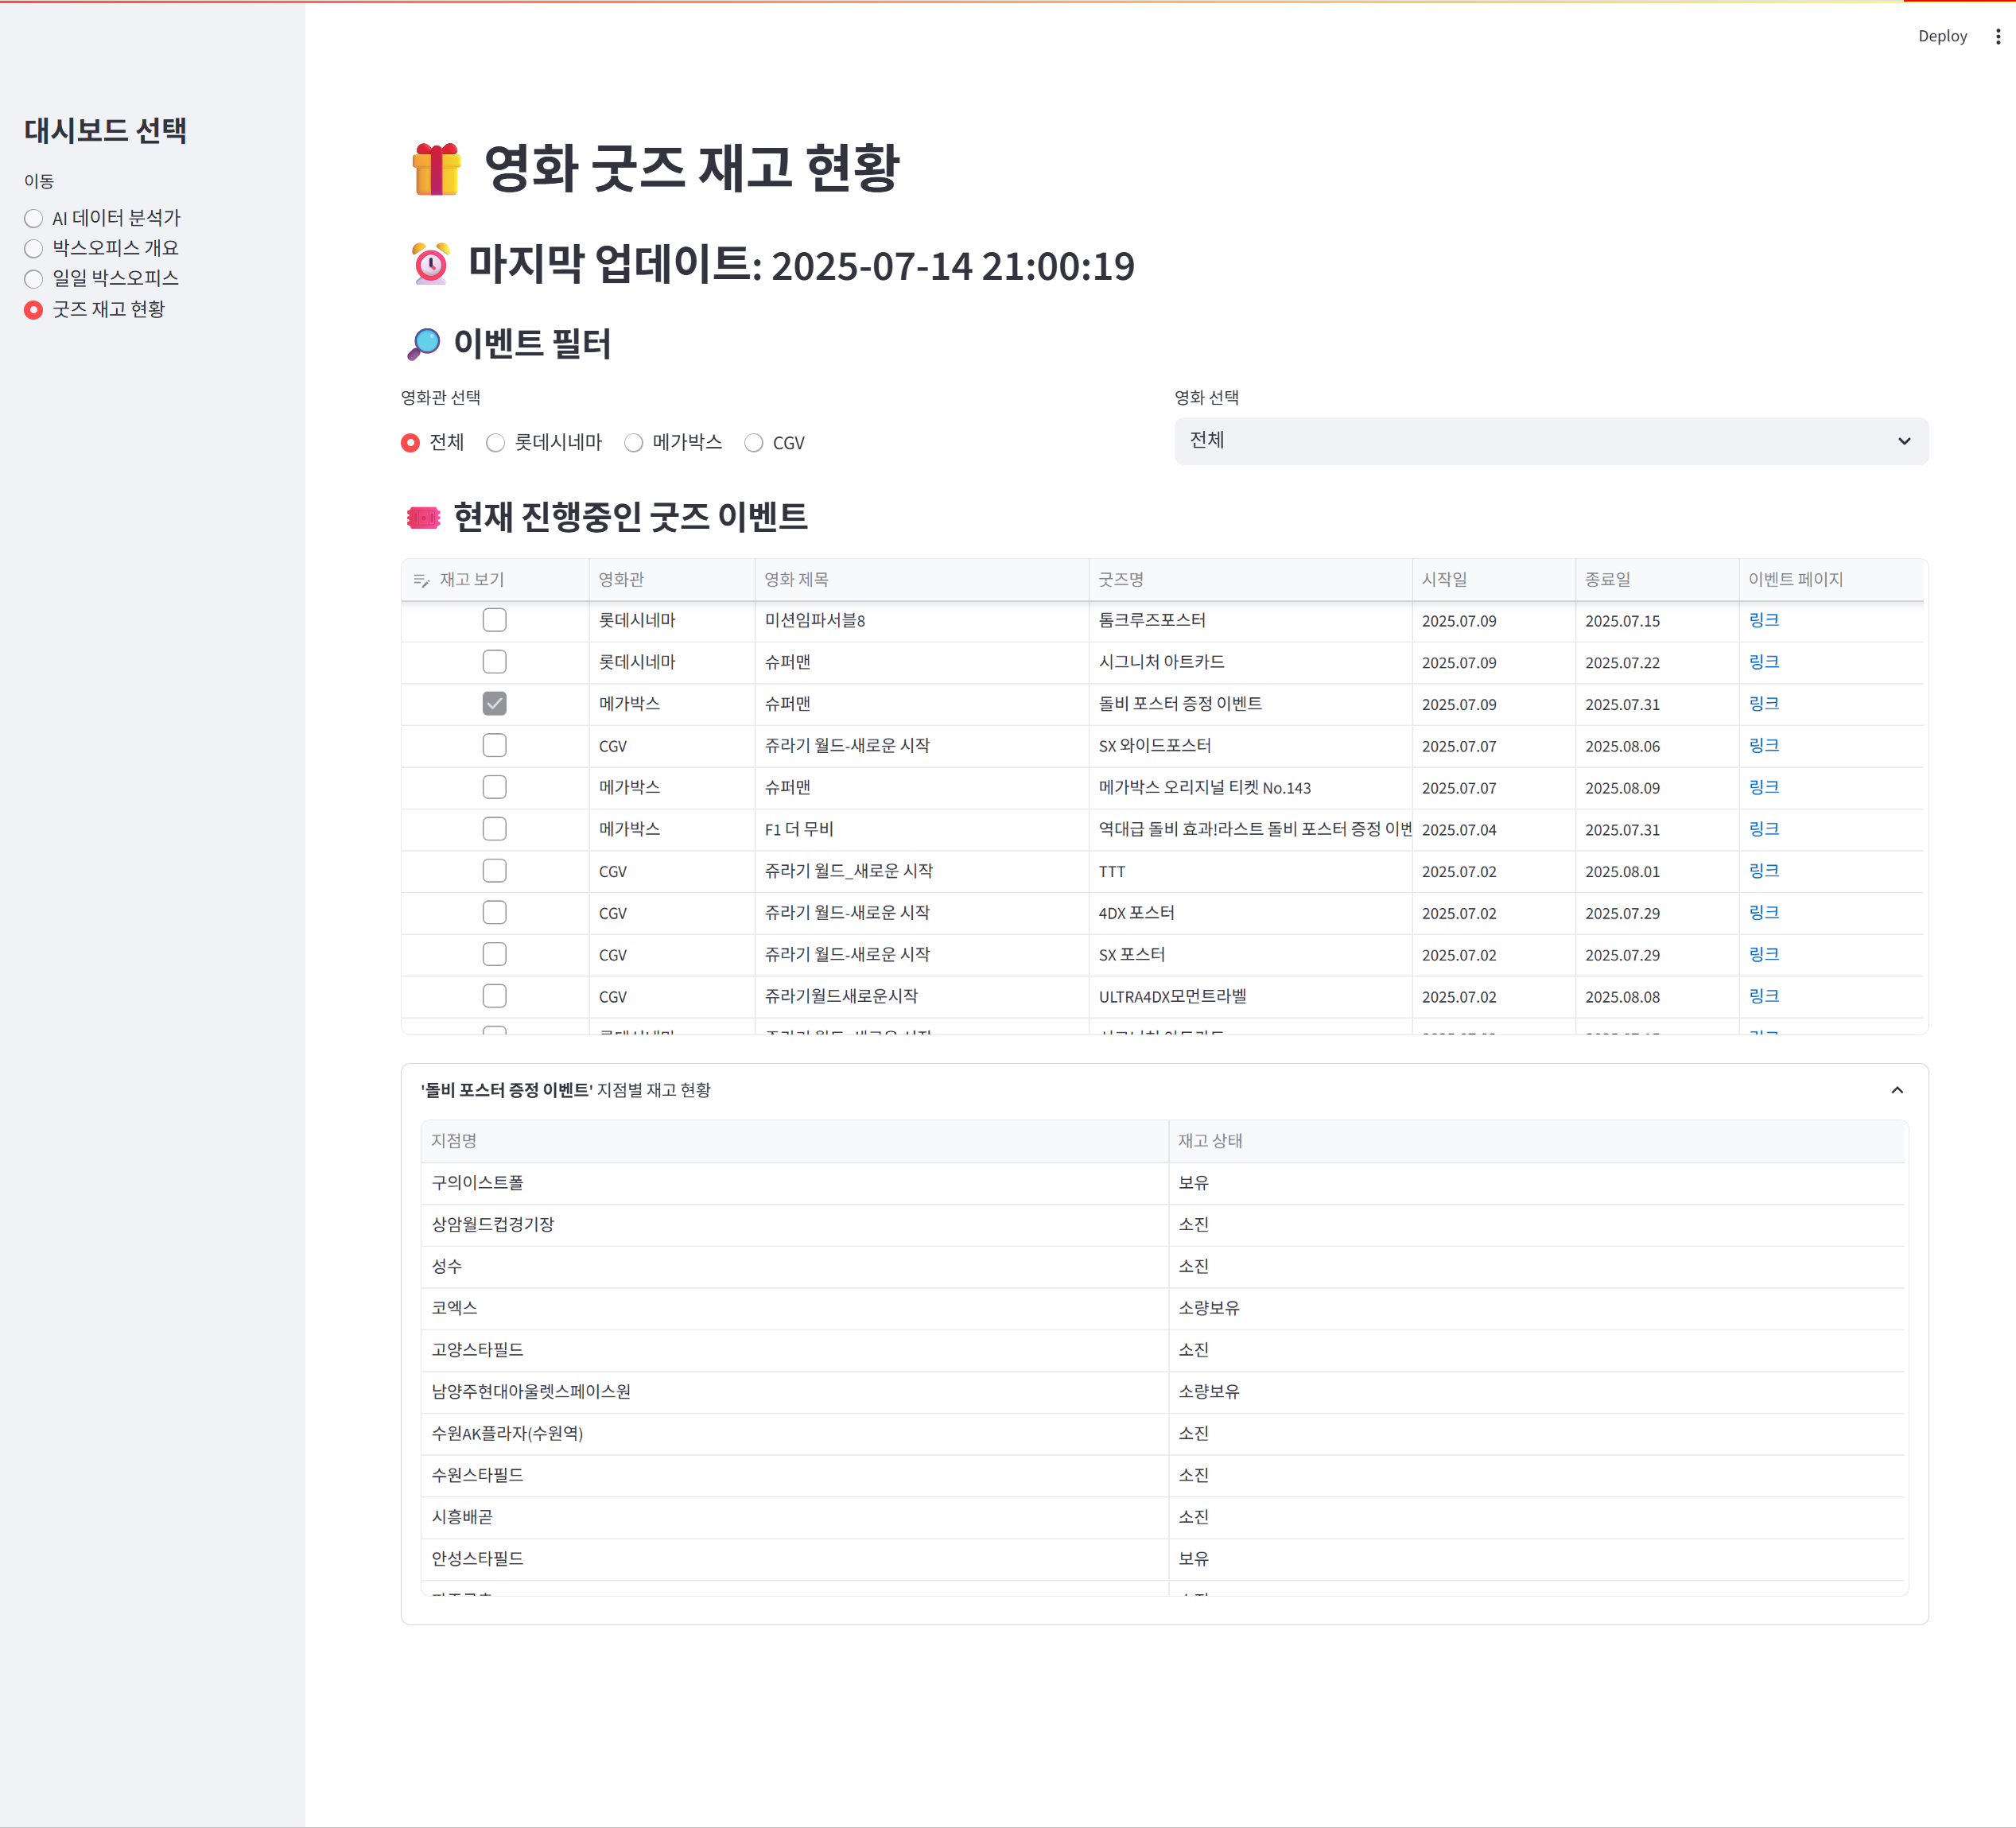 Deploy
대시보드 선택
이동
AI 데이터 분석가
박스오피스 개요
일일 박스오피스
굿즈 재고 현황
영화 굿즈 재고 현황
마지막 업데이트: 2025-07-14 21:00:19
이벤트 필터
영화관 선택
전체 롯데시네마 메가박스 CGV
영화 선택
전체
현재 진행중인 굿즈 이벤트
재고 보기 영화관 영화 제목 굿즈명 시작일 종료일 이벤트 페이지
롯데시네마 미션임파서블8 톰크루즈포스터 2025.07.09 2025.07.15 링크
롯데시네마 슈퍼맨 시그니처 아트카드 2025.07.09 2025.07.22 링크
메가박스 슈퍼맨 돌비 포스터 증정 이벤트 2025.07.09 2025.07.31 링크
CGV 쥬라기 월드-새로운 시작 SX 와이드포스터 2025.07.07 2025.08.06 링크
메가박스 슈퍼맨 메가박스 오리지널 티켓 No.143 2025.07.07 2025.08.09 링크
메가박스 F1 더 무비 역대급 돌비 효과!라스트 돌비 포스터 증정 이벤 2025.07.04 2025.07.31 링크
CGV 쥬라기 월드_새로운 시작 TTT 2025.07.02 2025.08.01 링크
CGV 쥬라기 월드-새로운 시작 4DX 포스터 2025.07.02 2025.07.29 링크
CGV 쥬라기 월드-새로운 시작 SX 포스터 2025.07.02 2025.07.29 링크
CGV 쥬라기월드새로운시작 ULTRA4DX모먼트라벨 2025.07.02 2025.08.08 링크
'돌비 포스터 증정 이벤트' 지점별 재고 현황
지점명 재고 상태
구의이스트폴 보유
상암월드컵경기장 소진
성수 소진
코엑스 소량보유
고양스타필드 소진
남양주현대아울렛스페이스원 소량보유
수원AK플라자(수원역) 소진
수원스타필드 소진
시흥배곧 소진
안성스타필드 보유